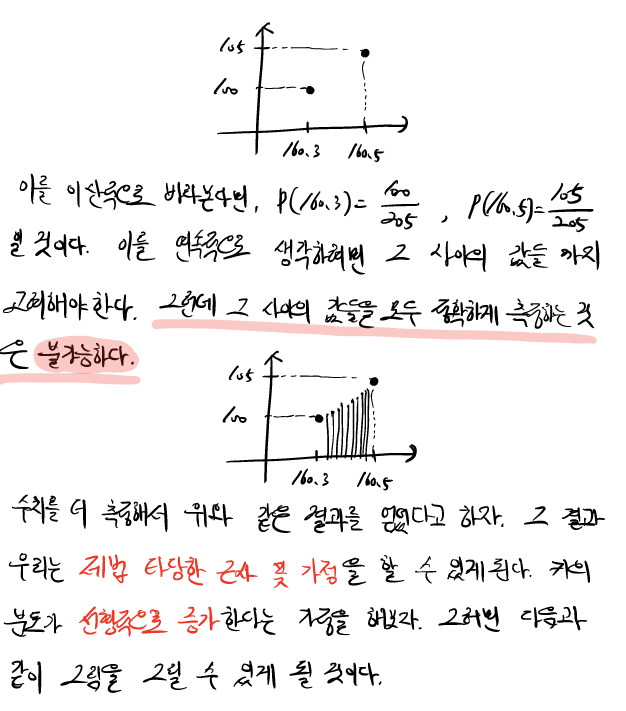 105
100
160.3 160.5
이를 이산적으로 바라본다면, P(160.3)= 100/205 , P(160.5)= 105/205
일 것이다. 이를 연속적으로 생각하려면 그 사이의 값들 까지
고려해야 한다. 그런데 그 사이의 값들을 모두 정확하게 측정하는 것
은 불가능하다.
105
100
160.3 160.5
수치를 더 측정해서 위와 같은 결과를 얻었다고 하자. 그 결과
우리는 제법 타당한 근사 및 가정을 할 수 있게 된다. 키의
분포가 선형적으로 증가한다는 가정을 해보자. 그러면 다음과
같이 그림을 그릴 수 있게 될 것이다.